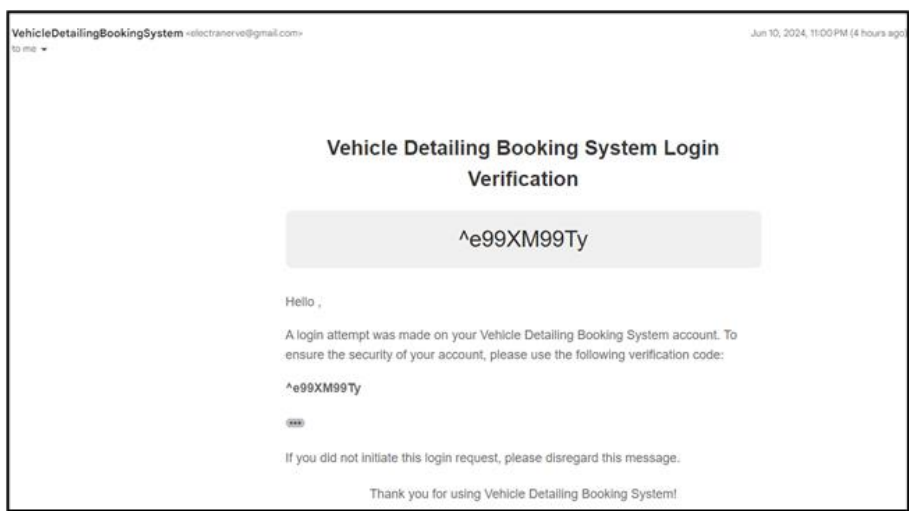 VehicleDetailingBookingSystem <electranerve@gmail.com>
Jun 10, 2024, 11:00 PM (4 hours ago)
to me
Vehicle Detailing Booking System Login
Verification
^e99XM99Ty
Hello ,
A login attempt was made on your Vehicle Detailing Booking System account. To
ensure the security of your account, please use the following verification code:
^e99XM99Ty
If you did not initiate this login request, please disregard this message.
Thank you for using Vehicle Detailing Booking System!